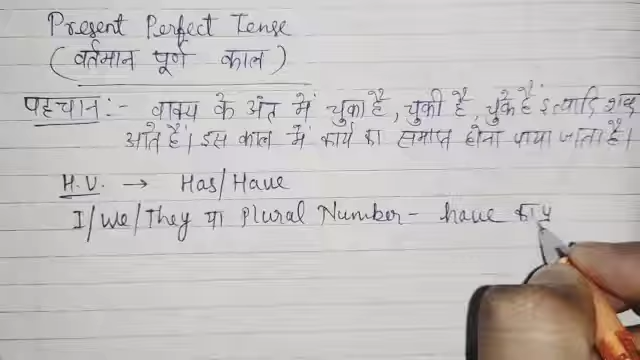 Present Perfect Tense
(वर्तमान पूर्ण काल)
पहचान:- वाक्य के अंत में चुका है, चुकी है, चुके हैं इत्यादि शब्द
आते हैं। इस काल में कार्य का समाप्त होना पाया जाता है।
H.V. → Has/Have
I/We/They या Plural Number - have का